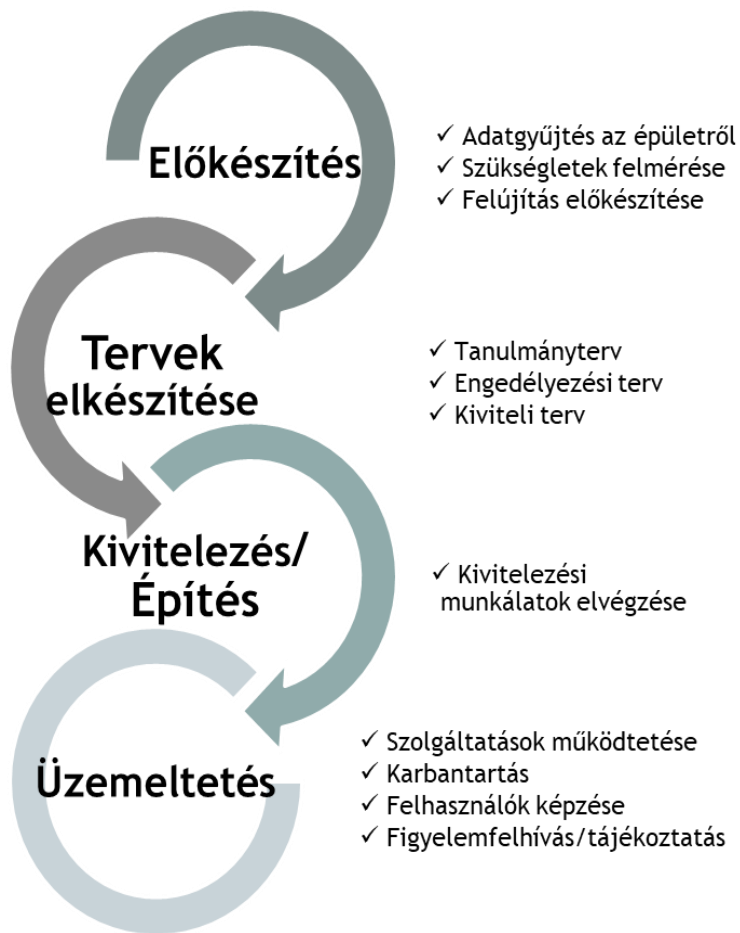 Előkészítés
✓ Adatgyűjtés az épületről
✓ Szükségletek felmérése
✓ Felújítás előkészítése
Tervek
elkészítése
✓ Tanulmányterv
✓ Engedélyezési terv
✓ Kiviteli terv
Kivitelezés/
Építés
✓ Kivitelezési
munkálatok elvégzése
Üzemeltetés
✓ Szolgáltatások működtetése
✓ Karbantartás
✓ Felhasználók képzése
✓ Figyelemfelhívás/tájékoztatás